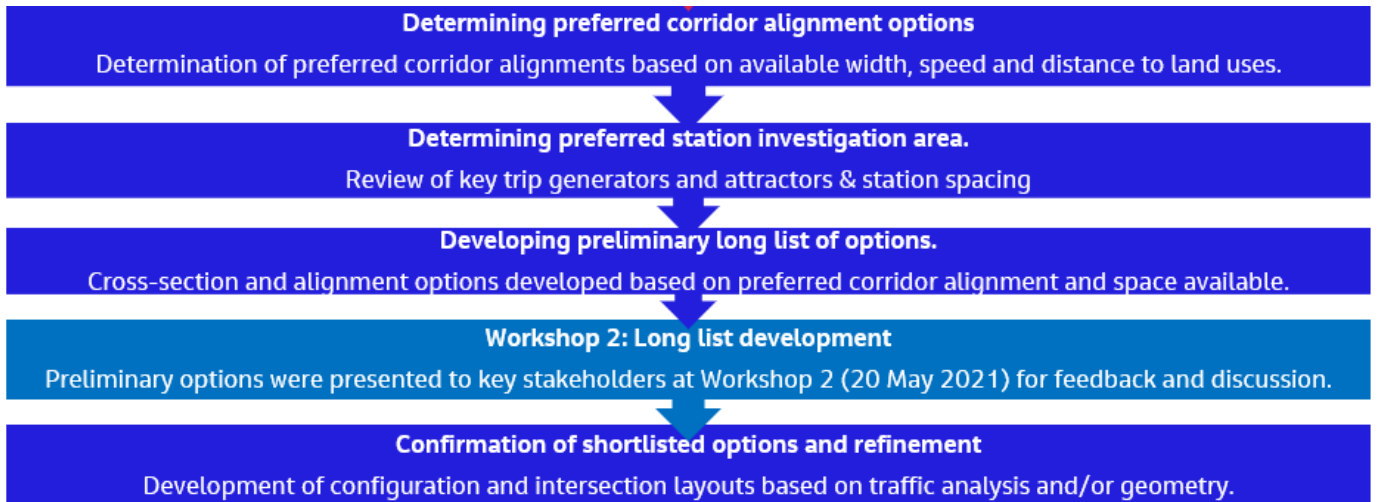 Determining preferred corridor alignment options
Determination of preferred corridor alignments based on available width, speed and distance to land uses.
Determining preferred station investigation area.
Review of key trip generators and attractors & station spacing
Developing preliminary long list of options.
Cross-section and alignment options developed based on preferred corridor alignment and space available.
Workshop 2: Long list development
Preliminary options were presented to key stakeholders at Workshop 2 (20 May 2021) for feedback and discussion.
Confirmation of shortlisted options and refinement
Development of configuration and intersection layouts based on traffic analysis and/or geometry.